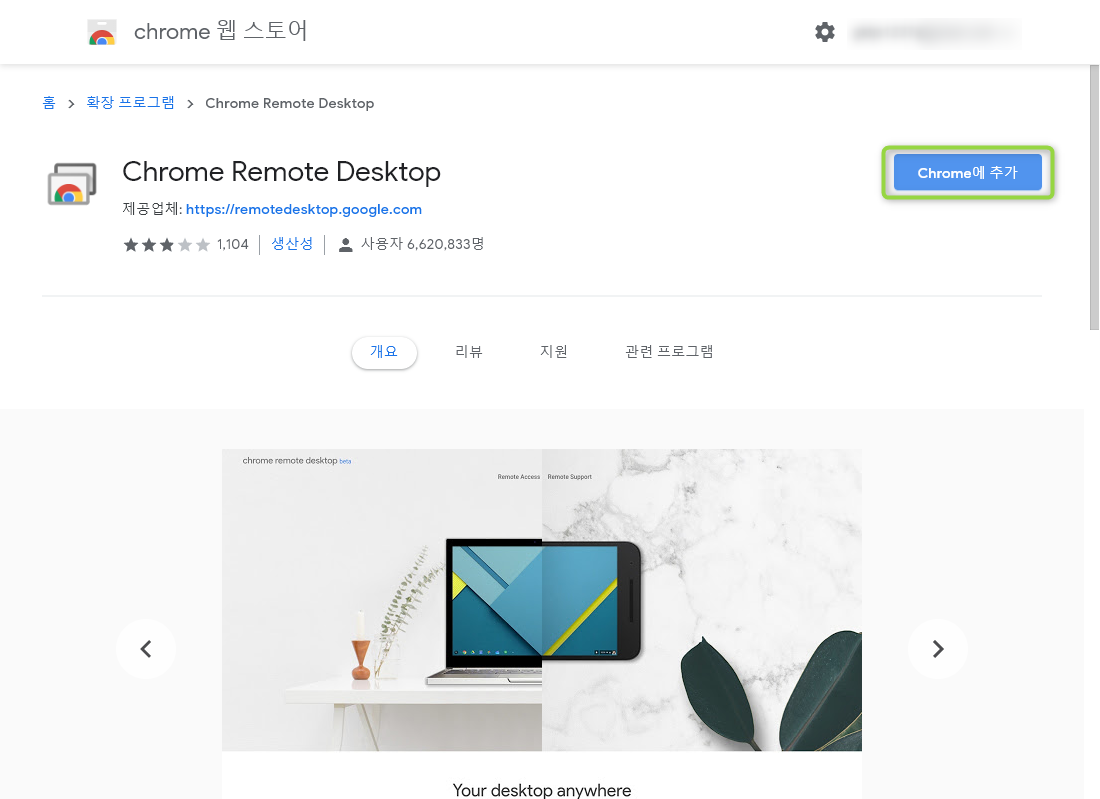 chrome 웹 스토어
홈 > 확장 프로그램 > Chrome Remote Desktop
Chrome Remote Desktop
Chrome에 추가
제공업체: https://remotedesktop.google.com
1,104 생산성 사용자 6,620,833명
개요 리뷰 지원 관련 프로그램
chrome remote desktop beta
Remote Access Remote Support
Your desktop anywhere